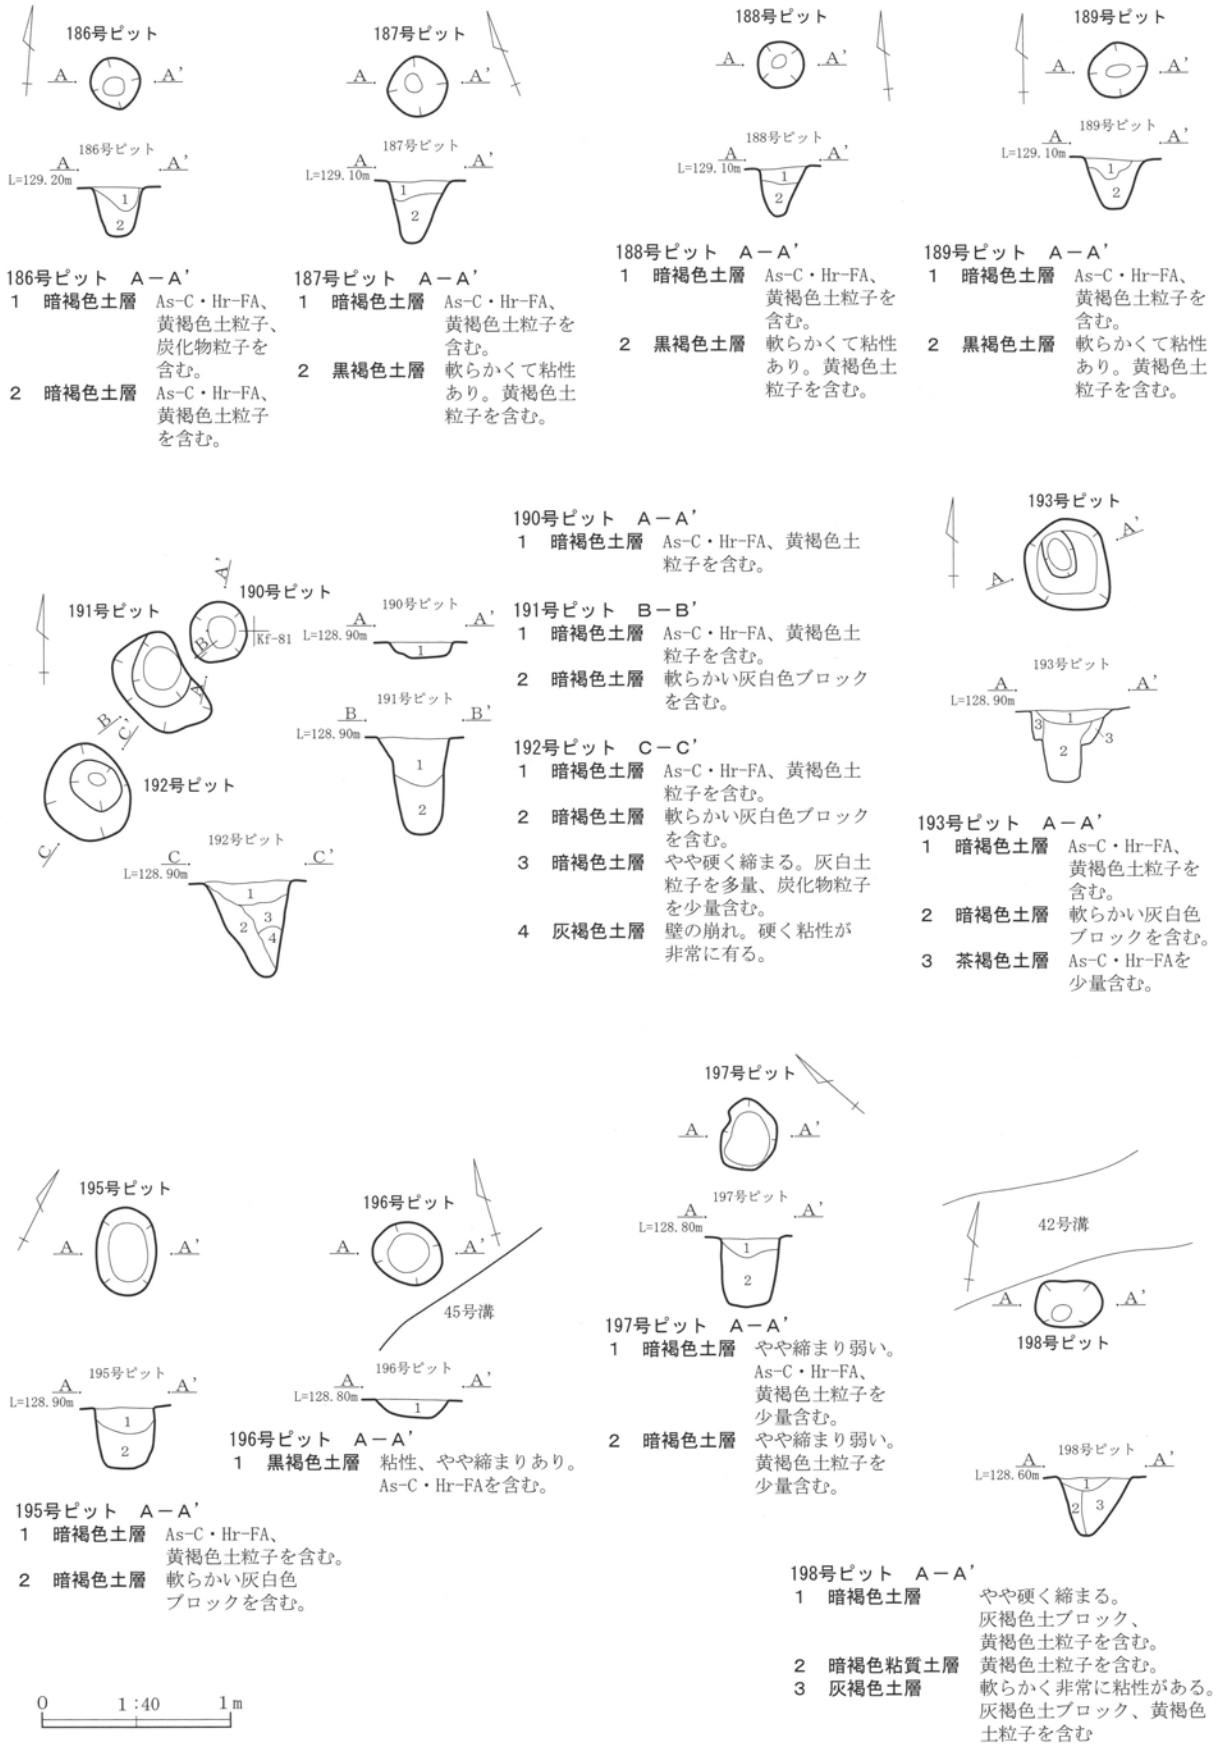 186号ピット
A. .A'
186号ピット
A. .A'
L=129.20m
1
2
186号ピット A－A'
1 暗褐色土層 As-C・Hr-FA、
黄褐色土粒子、
炭化物粒子を
含む。
2 暗褐色土層 As-C・Hr-FA、
黄褐色土粒子
を含む。
187号ピット
A. .A'
187号ピット
A. .A'
L=129.10m
1
2
187号ピット A－A'
1 暗褐色土層 As-C・Hr-FA、
黄褐色土粒子を
含む。
2 黒褐色土層 軟らかくて粘性
あり。黄褐色土
粒子を含む。
188号ピット
A. .A'
188号ピット
A. .A'
L=129.10m
1
2
188号ピット A－A'
1 暗褐色土層 As-C・Hr-FA、
黄褐色土粒子を
含む。
2 黒褐色土層 軟らかくて粘性
あり。黄褐色土
粒子を含む。
189号ピット
A. .A'
189号ピット
A. .A'
L=129.10m
1
2
189号ピット A－A'
1 暗褐色土層 As-C・Hr-FA、
黄褐色土粒子を
含む。
2 黒褐色土層 軟らかくて粘性
あり。黄褐色土
粒子を含む。
191号ピット
A'
190号ピット
B'
Kf-81
A.
B.
C'
192号ピット
C.
190号ピット
A. .A'
L=128.90m
1
191号ピット
B. .B'
L=128.90m
1
2
192号ピット
C. .C'
L=128.90m
1
2
3
4
190号ピット A－A'
1 暗褐色土層 As-C・Hr-FA、黄褐色土
粒子を含む。
191号ピット B－B'
1 暗褐色土層 As-C・Hr-FA、黄褐色土
粒子を含む。
2 暗褐色土層 軟らかい灰白色ブロック
を含む。
192号ピット C－C'
1 暗褐色土層 As-C・Hr-FA、黄褐色土
粒子を含む。
2 暗褐色土層 軟らかい灰白色ブロック
を含む。
3 暗褐色土層 やや硬く締まる。灰白土
粒子を多量、炭化物粒子
を少量含む。
4 灰褐色土層 壁の崩れ。硬く粘性が
非常に有る。
193号ピット
A. .A'
193号ピット
A. .A'
L=128.90m
1
3
2
3
193号ピット A－A'
1 暗褐色土層 As-C・Hr-FA、
黄褐色土粒子を
含む。
2 暗褐色土層 軟らかい灰白色
ブロックを含む。
3 茶褐色土層 As-C・Hr-FAを
少量含む。
195号ピット
A. .A'
195号ピット
A. .A'
L=128.90m
1
2
195号ピット A－A'
1 暗褐色土層 As-C・Hr-FA、
黄褐色土粒子を含む。
2 暗褐色土層 軟らかい灰白色
ブロックを含む。
196号ピット
A. .A'
45号溝
196号ピット
A. .A'
L=128.80m
1
196号ピット A－A'
1 黒褐色土層 粘性、やや締まりあり。
As-C・Hr-FAを含む。
197号ピット
A. .A'
197号ピット
A. .A'
L=128.80m
1
2
197号ピット A－A'
1 暗褐色土層 やや締まり弱い。
As-C・Hr-FA、
黄褐色土粒子を
少量含む。
2 暗褐色土層 やや締まり弱い。
黄褐色土粒子を
少量含む。
42号溝
A. .A'
198号ピット
198号ピット
A. .A'
L=128.60m
1
2 3
198号ピット A－A'
1 暗褐色土層 やや硬く締まる。
灰褐色土ブロック、
黄褐色土粒子を含む。
2 暗褐色粘質土層 黄褐色土粒子を含む。
3 灰褐色土層 軟らかく非常に粘性がある。
灰褐色土ブロック、黄褐色
土粒子を含む
0 1:40 1m